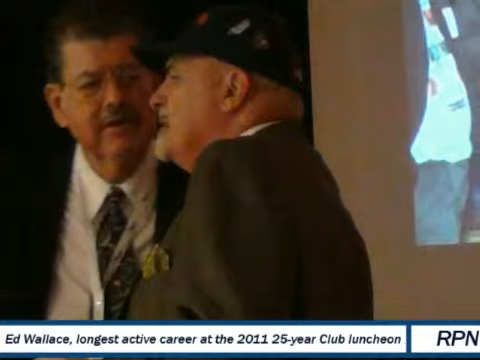 Ed Wallace, longest active career at the 2011 25-year Club luncheon
RPN